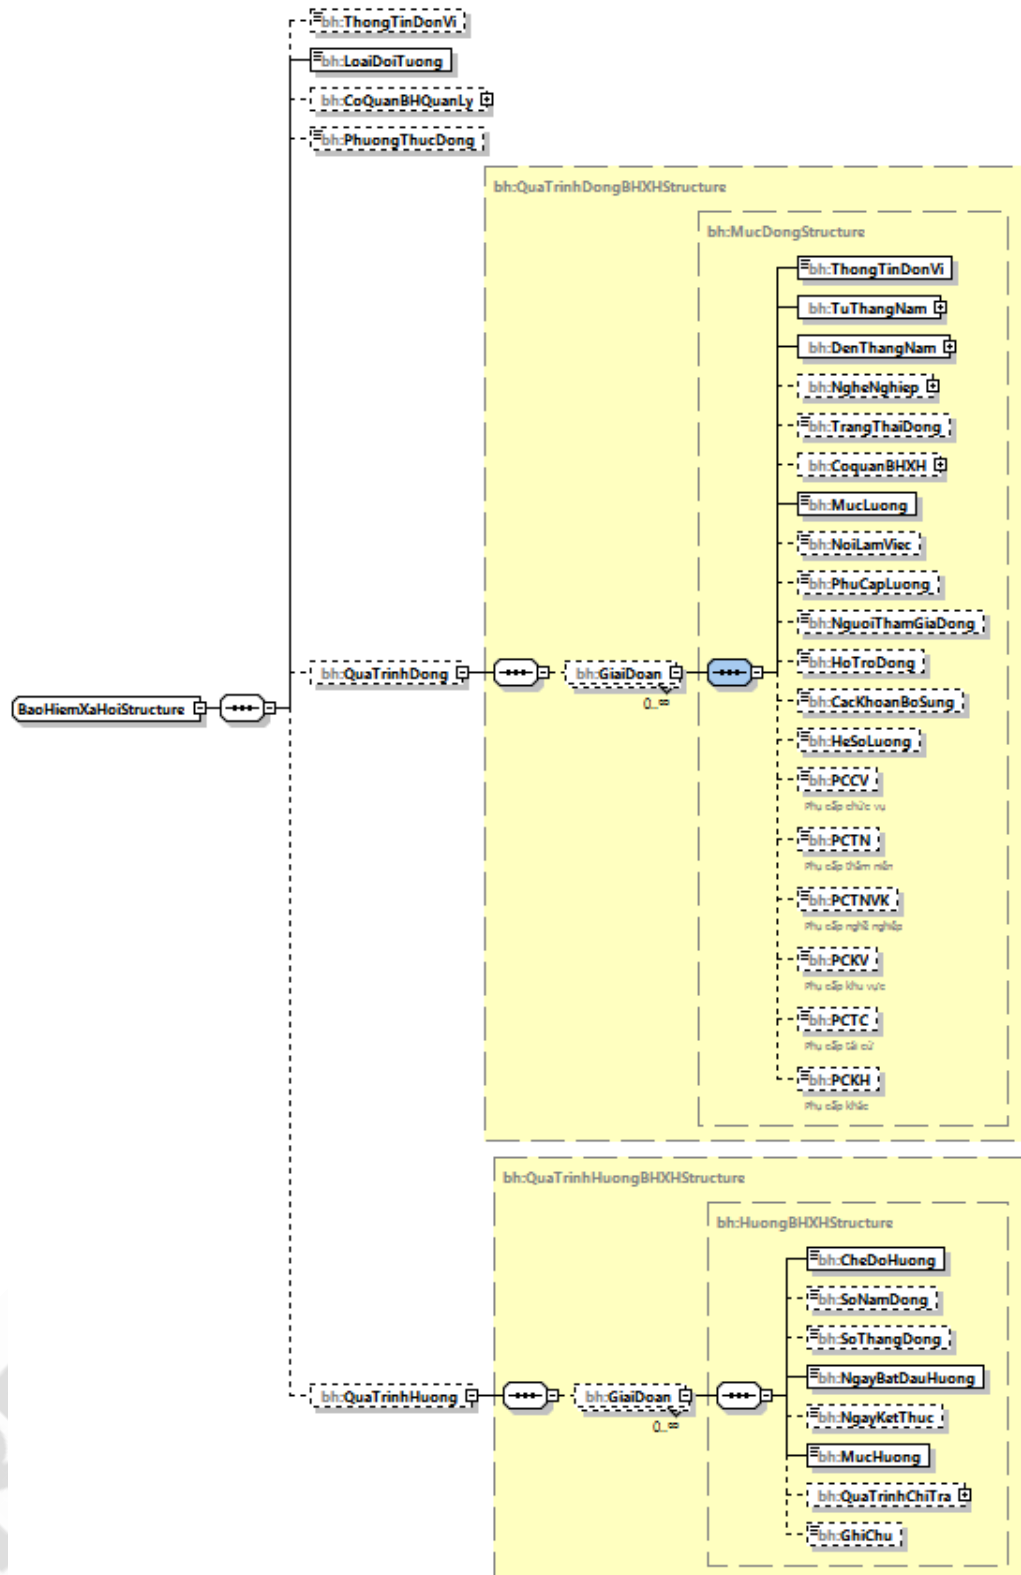 bh:ThongTinDonVi
bh:LoaiDoiTuong
bh:CoQuanBHQuanLy
bh:PhuongThucDong
bh:QuaTrinhDongBHXHStructure
bh:MucDongStructure
bh:ThongTinDonVi
bh:TuThangNam
bh:DenThangNam
bh:NgheNghiep
bh:TrangThaiDong
bh:CoquanBHXH
bh:MucLuong
bh:NoiLamViec
bh:PhuCapLuong
bh:NguoiThamGiaDong
bh:QuaTrinhDong
bh:GiaiDoan
0..∞
bh:HoTroDong
bh:CacKhoanBoSung
BaoHiemXaHoiStructure
bh:HeSoLuong
bh:PCCV
Phụ cấp chức vụ
bh:PCTN
Phụ cấp thâm niên
bh:PCTNVK
Phụ cấp nghề nghiệp
bh:PCKV
Phụ cấp khu vực
bh:PCTC
Phụ cấp tái cử
bh:PCKH
Phụ cấp khác
bh:QuaTrinhHuongBHXHStructure
bh:HuongBHXHStructure
bh:CheDoHuong
bh:SoNamDong
bh:SoThangDong
bh:NgayBatDauHuong
bh:QuaTrinhHuong
bh:GiaiDoan
0..∞
bh:NgayKetThuc
bh:MucHuong
bh:QuaTrinhChiTra
bh:GhiChu